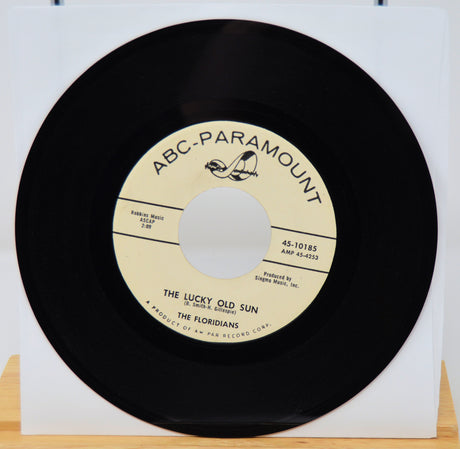 ABC-PARAMOUNT
Robbins Music
ASCAP
2:09
45-10185
AMP 45-4253
Produced by
Singma Music, Inc.
THE LUCKY OLD SUN
(B. Smith-H. Gillespie)
THE FLORIDIANS
A PRODUCT OF AM PAR RECORD CORP.